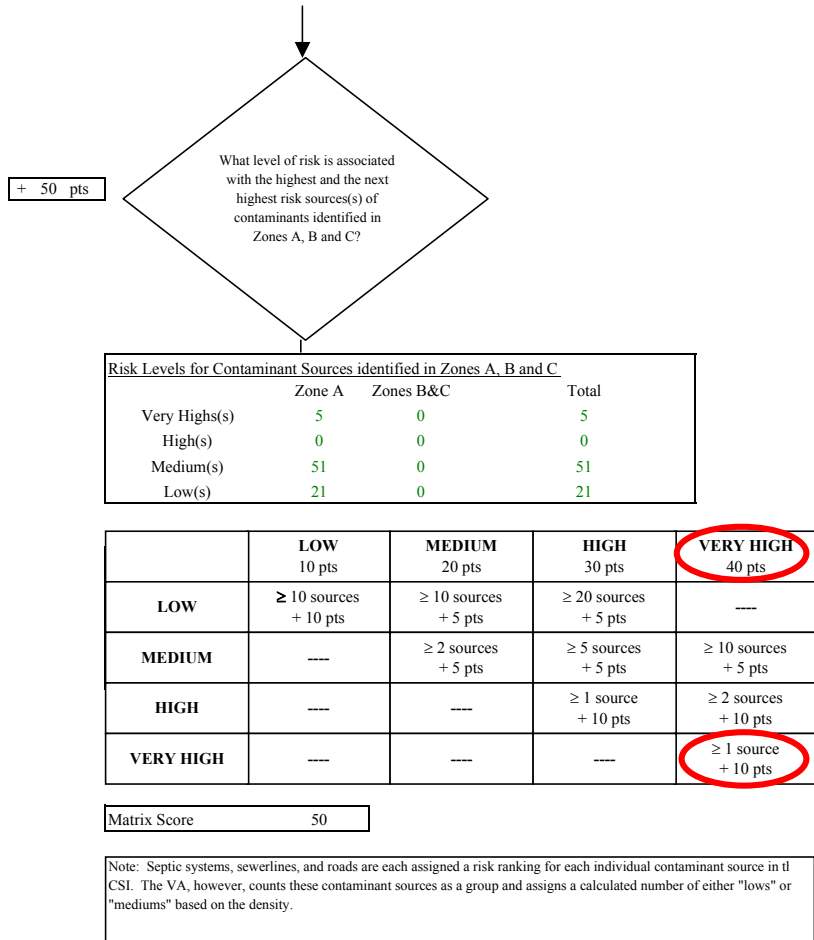 What level of risk is associated
with the highest and the next
highest risk sources(s) of
contaminants identified in
Zones A, B and C?
+ 50 pts
Risk Levels for Contaminant Sources identified in Zones A, B and C
Zone A Zones B&C Total
Very Highs(s) 5 0 5
High(s) 0 0 0
Medium(s) 51 0 51
Low(s) 21 0 21
LOW MEDIUM HIGH VERY HIGH
10 pts 20 pts 30 pts 40 pts
LOW ≥ 10 sources ≥ 10 sources ≥ 20 sources ----
+ 10 pts + 5 pts + 5 pts
MEDIUM ---- ≥ 2 sources ≥ 5 sources ≥ 10 sources
+ 5 pts + 5 pts + 5 pts
HIGH ---- ---- ≥ 1 source ≥ 2 sources
+ 10 pts + 10 pts
VERY HIGH ---- ---- ---- ≥ 1 source
+ 10 pts
Matrix Score 50
Note: Septic systems, sewerlines, and roads are each assigned a risk ranking for each individual contaminant source in
CSI. The VA, however, counts these contaminant sources as a group and assigns a calculated number of either "lows" or
"mediums" based on the density.